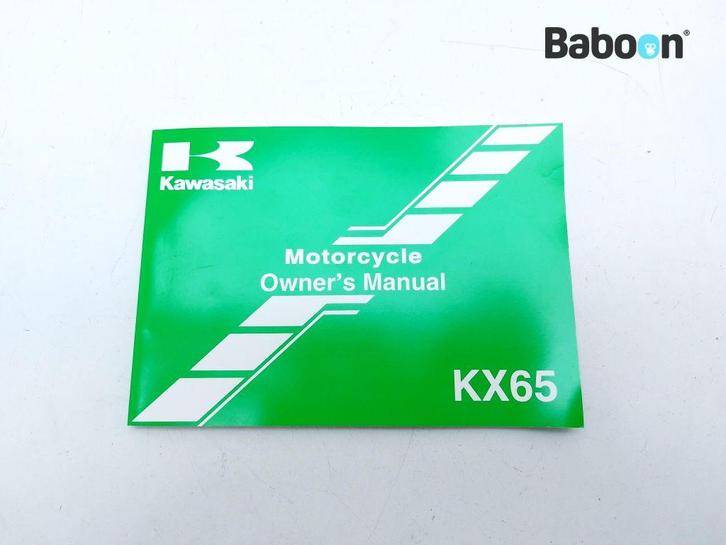 Baboon®
K
Kawasaki
Motorcycle
Owner's Manual
KX65